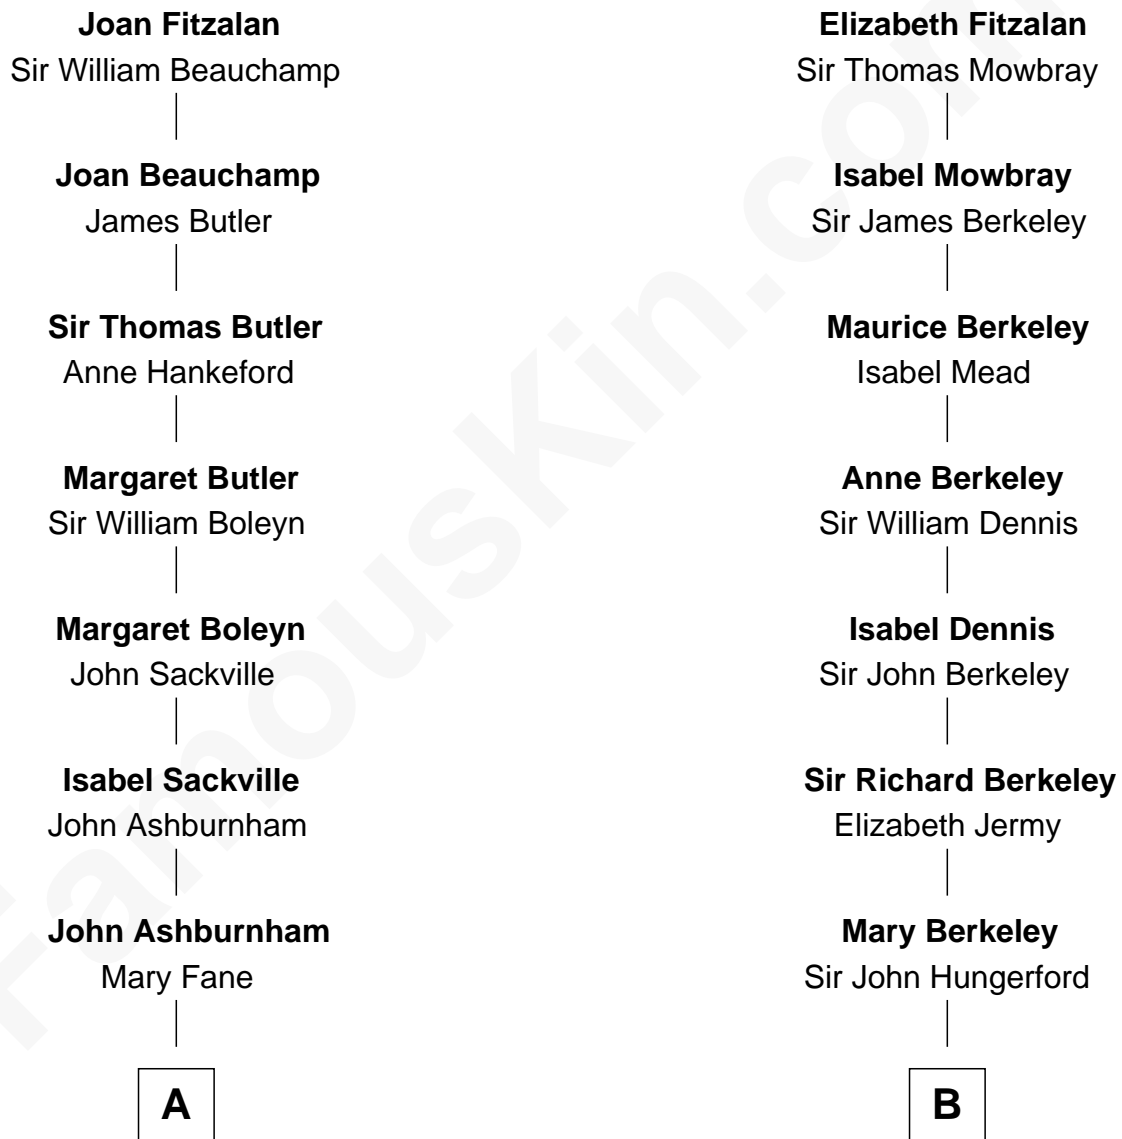 Joan Fitzalan
Sir William Beauchamp
Joan Beauchamp
James Butler
Sir Thomas Butler
Anne Hankeford
Margaret Butler
Sir William Boleyn
Margaret Boleyn
John Sackville
Isabel Sackville
John Ashburnham
John Ashburnham
Mary Fane
A
Elizabeth Fitzalan
Sir Thomas Mowbray
Isabel Mowbray
Sir James Berkeley
Maurice Berkeley
Isabel Mead
Anne Berkeley
Sir William Dennis
Isabel Dennis
Sir John Berkeley
Sir Richard Berkeley
Elizabeth Jermy
Mary Berkeley
Sir John Hungerford
B
FamousKin.com